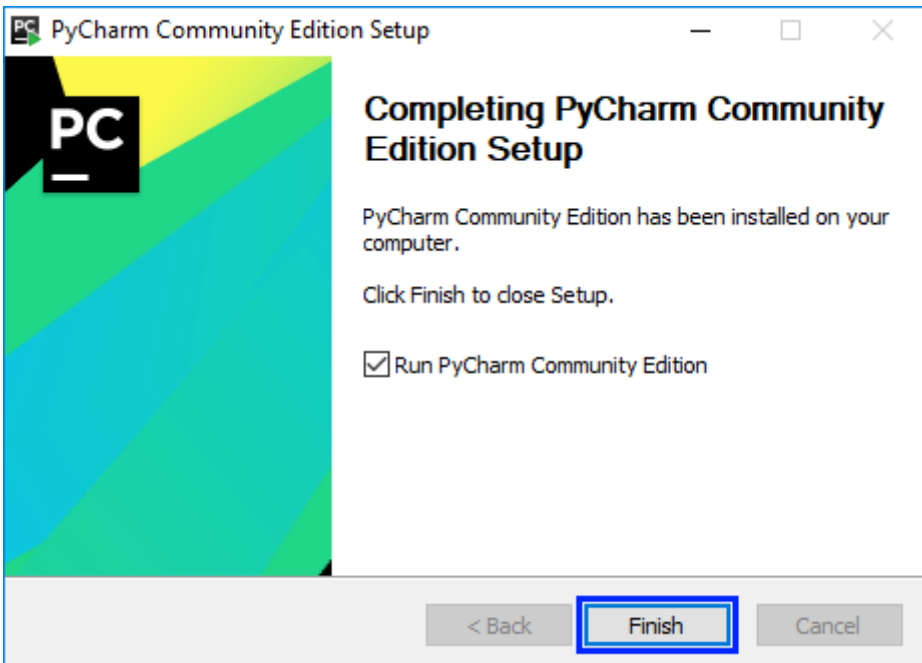 PyCharm Community Edition Setup
PC
Completing PyCharm Community
Edition Setup
PyCharm Community Edition has been installed on your
computer.
Click Finish to close Setup.
Run PyCharm Community Edition
< Back
Finish
Cancel